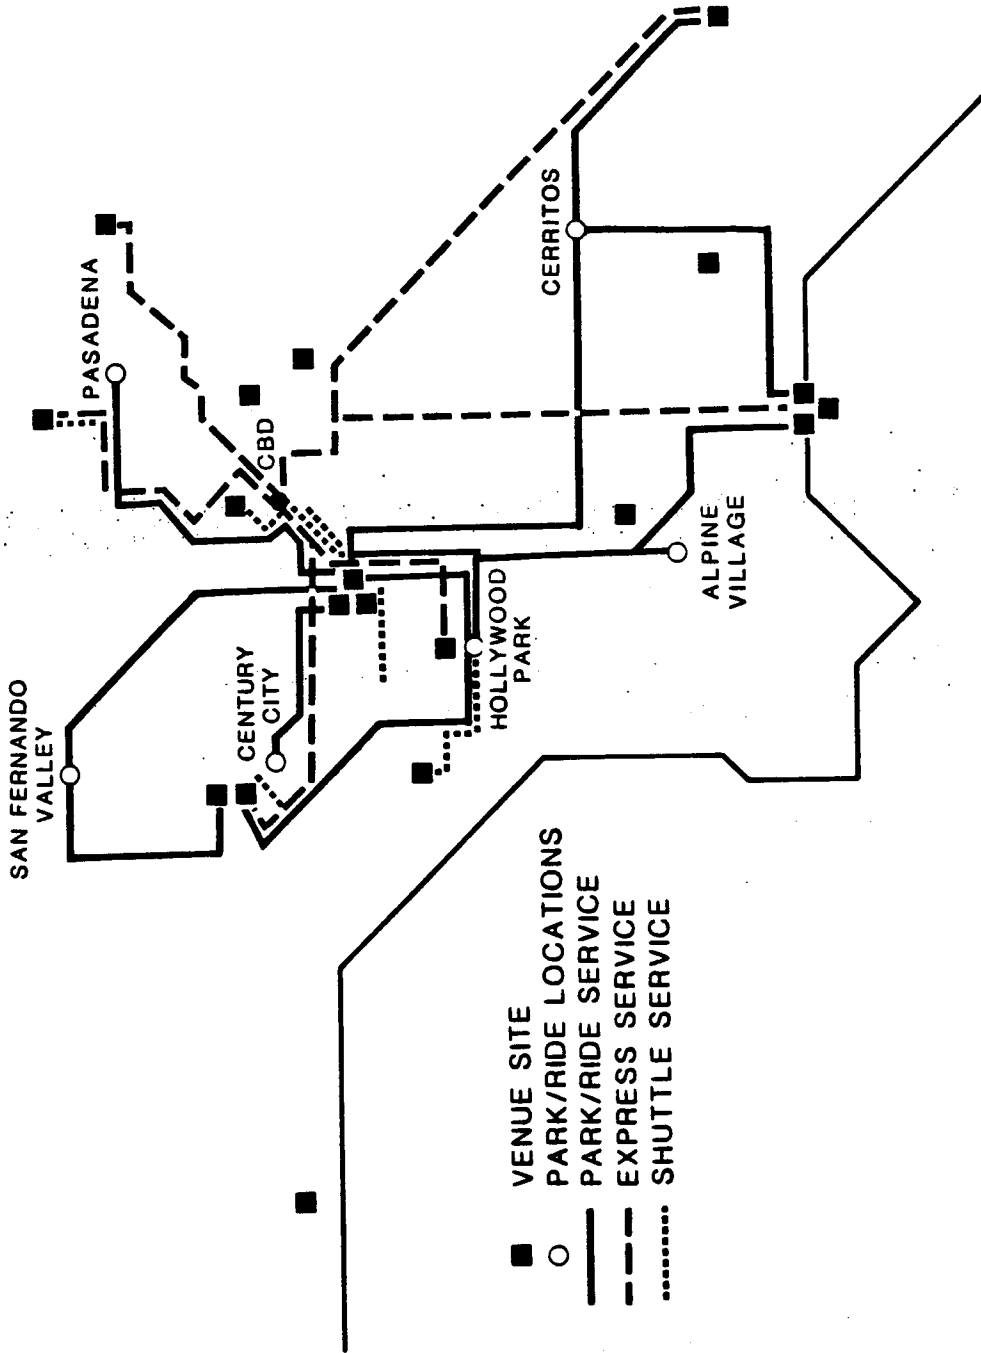 SAN FERNANDO
VALLEY
PASADENA
CENTURY
CITY
CBD
CERRITOS
HOLLYWOOD
PARK
ALPINE
VILLAGE
VENUE SITE
PARK/RIDE LOCATIONS
PARK/RIDE SERVICE
EXPRESS SERVICE
SHUTTLE SERVICE